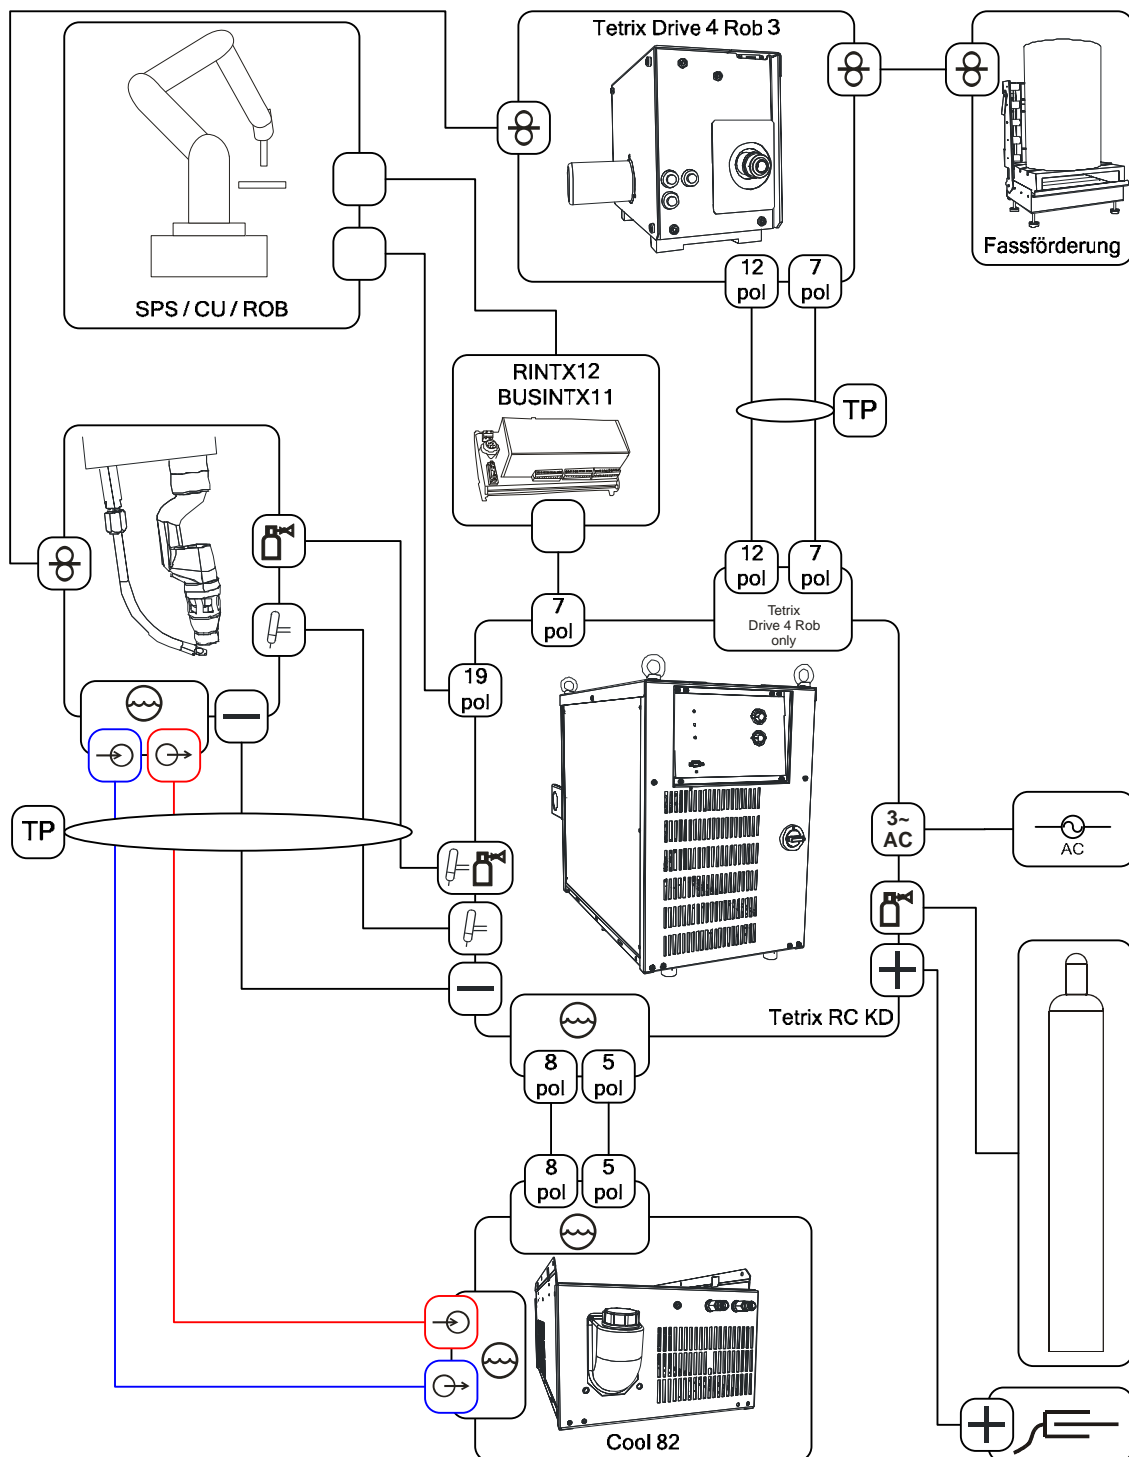 Tetrix Drive 4 Rob 3
Fassförderung
SPS / CU / ROB
12
pol
7
pol
RINTX12
BUSINTX11
TP
12
pol
7
pol
Tetrix
Drive 4 Rob
only
7
pol
19
pol
TP
3~
AC
AC
Tetrix RC KD
8
pol
5
pol
8
pol
5
pol
Cool 82